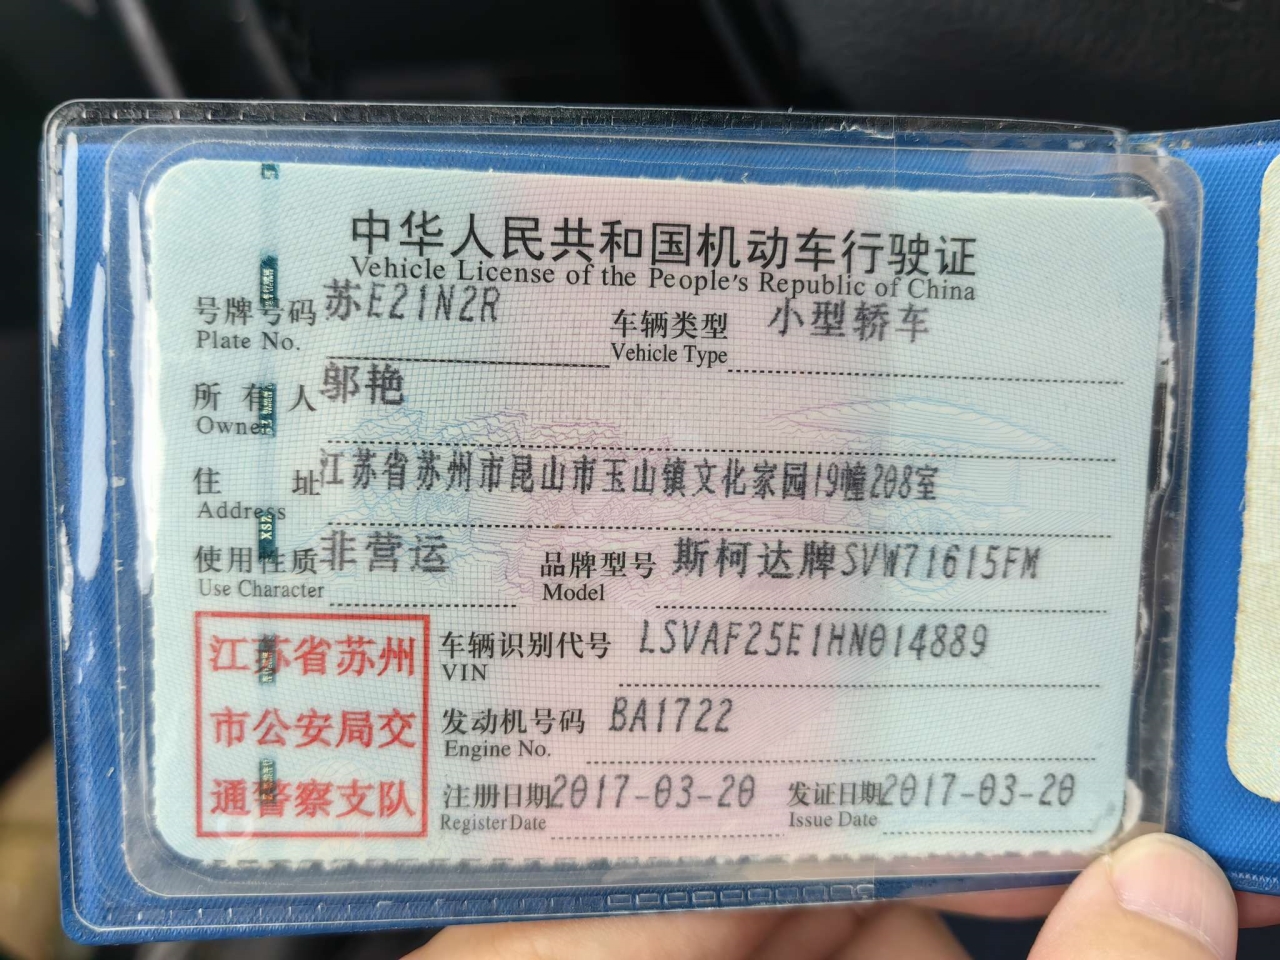 中华人民共和国机动车行驶证
Vehicle License of the People's Republic of China
号牌号码 苏E21N2R 车辆类型 小型轿车
Plate No. Vehicle Type
所有人 邬艳
Owner
住址 江苏省苏州市昆山市玉山镇文化家园19幢208室
Address
使用性质 非营运 品牌型号 斯柯达牌SVW71615FM
Use Character Model
江苏省苏州
市公安局交
通警察支队
车辆识别代号 LSVAF25E1HN014889
VIN
发动机号码 BA1722
Engine No.
注册日期 2017-03-20 发证日期 2017-03-20
Register Date Issue Date